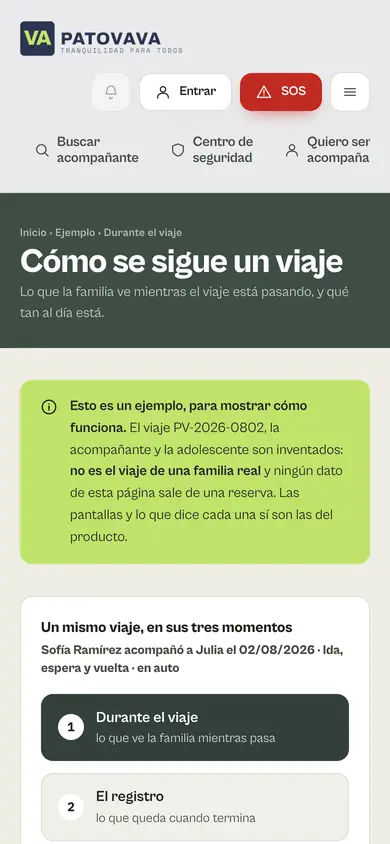 VA PATOVAVA
TRANQUILIDAD PARA TODOS
Entrar
SOS
Buscar
acompañante
Centro de
seguridad
Quiero ser
acompaña
Inicio › Ejemplo › Durante el viaje
Cómo se sigue un viaje
Lo que la familia ve mientras el viaje está pasando, y qué
tan al día está.
Esto es un ejemplo, para mostrar cómo
funciona. El viaje PV-2026-0802, la
acompañante y la adolescente son inventados:
no es el viaje de una familia real y ningún dato
de esta página sale de una reserva. Las
pantallas y lo que dice cada una sí son las del
producto.
Un mismo viaje, en sus tres momentos
Sofía Ramírez acompañó a Julia el 02/08/2026 · Ida,
espera y vuelta · en auto
1
Durante el viaje
lo que ve la familia mientras pasa
2
El registro
lo que queda cuando termina